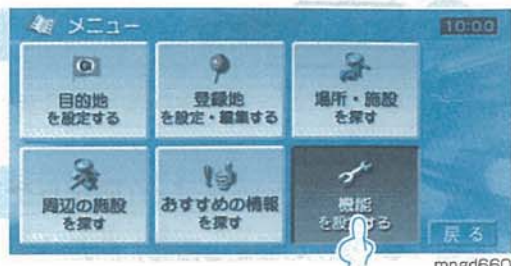 メニュー
10:00
目的地
を設定する
登録地
を設定・編集する
場所・施設
を探す
周辺の施設
を探す
おすすめの情報
を探す
機能
を設する
戻る